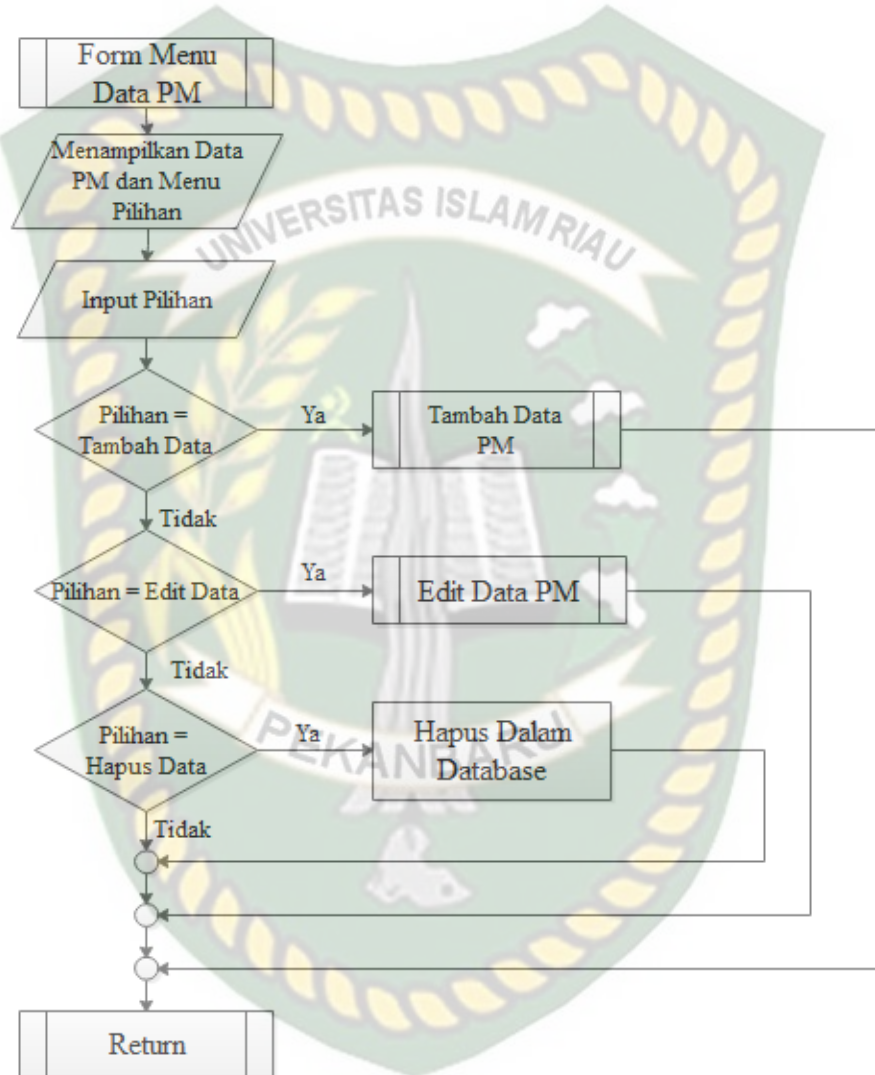 Form Menu
Data PM
Menampilkan Data
PM dan Menu
Pilihan
UNIVERSITAS ISLAM RIAU
Input Pilihan
Pilihan =
Tambah Data
Ya
Tambah Data
PM
Tidak
Pilihan = Edit Data
Ya
Edit Data PM
Tidak
Pilihan =
Hapus Data
Ya
Hapus Dalam
Database
PEKANBARU
Tidak
Return